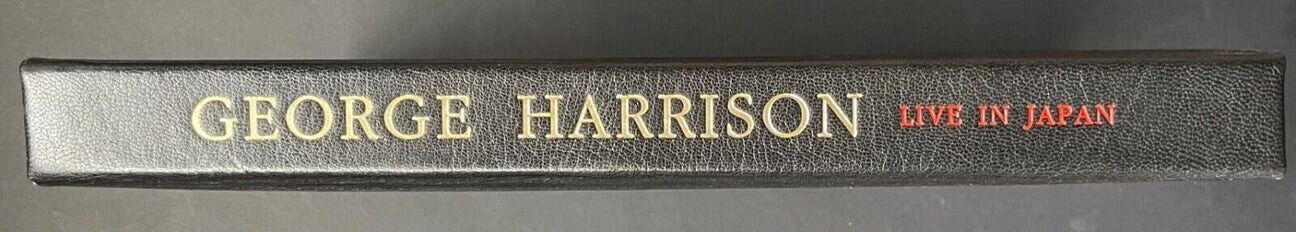 GEORGE HARRISON LIVE IN JAPAN